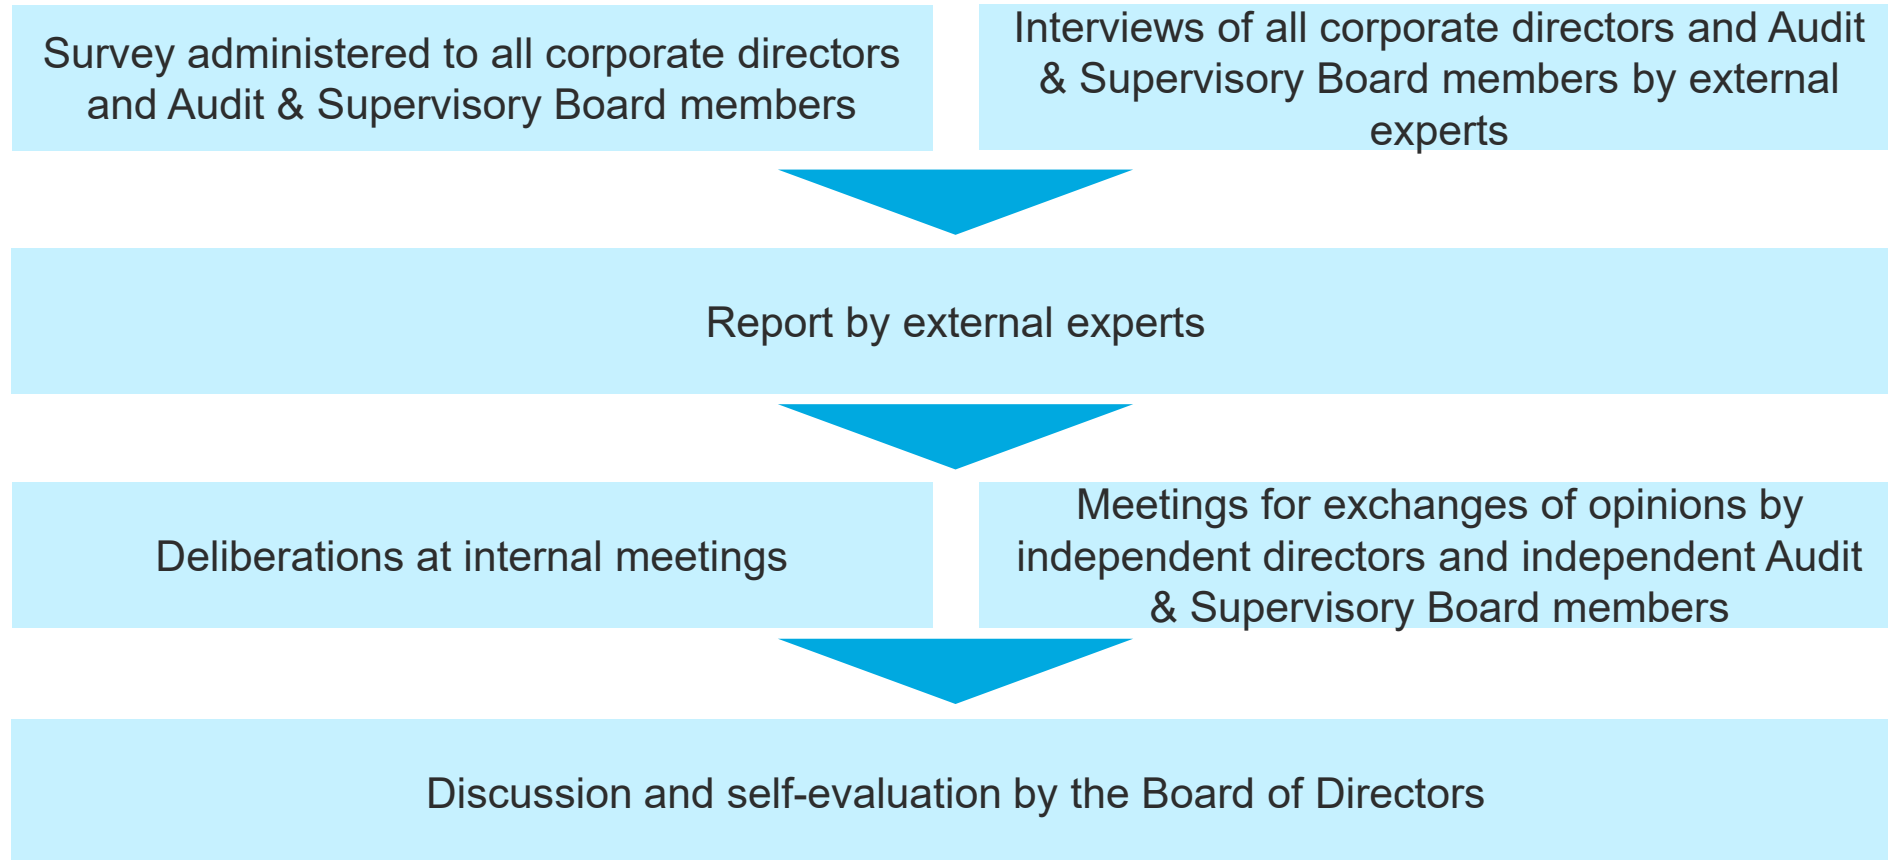 Survey administered to all corporate directors
and Audit & Supervisory Board members
Interviews of all corporate directors and Audit
& Supervisory Board members by external
experts
Report by external experts
Deliberations at internal meetings
Meetings for exchanges of opinions by
independent directors and independent Audit
& Supervisory Board members
Discussion and self-evaluation by the Board of Directors